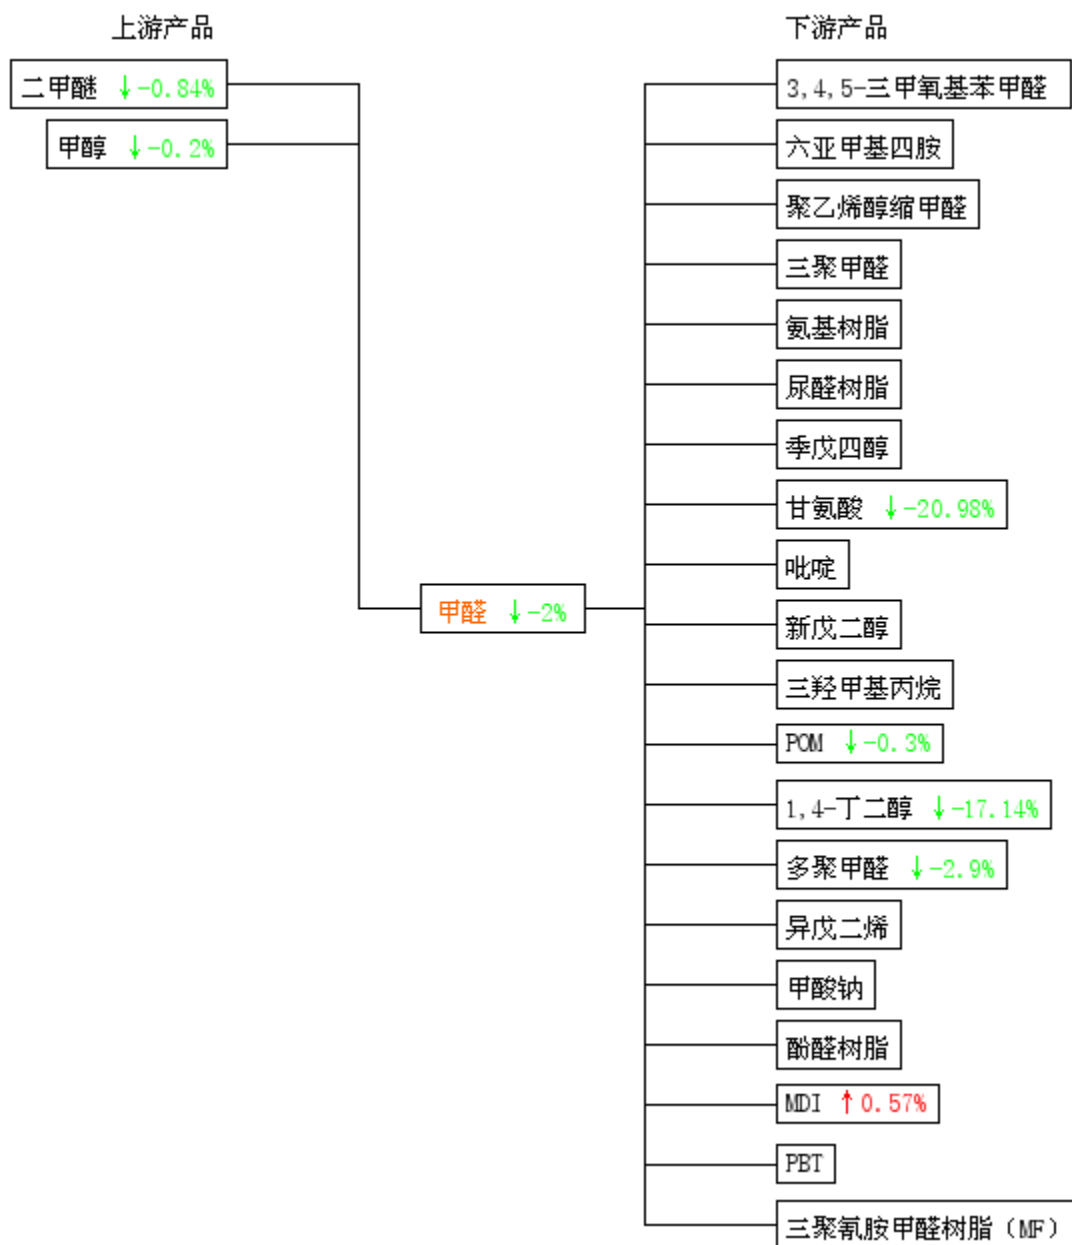 上游产品
二甲醚 ↓-0.84%
甲醇 ↓-0.2%
甲醛 ↓-2%
下游产品
3,4,5-三甲氧基苯甲醛
六亚甲基四胺
聚乙烯醇缩甲醛
三聚甲醛
氨基树脂
尿醛树脂
季戊四醇
甘氨酸 ↓-20.98%
吡啶
新戊二醇
三羟甲基丙烷
POM ↓-0.3%
1,4-丁二醇 ↓-17.14%
多聚甲醛 ↓-2.9%
异戊二烯
甲酸钠
酚醛树脂
MDI ↑0.57%
PBT
三聚氰胺甲醛树脂（MF）